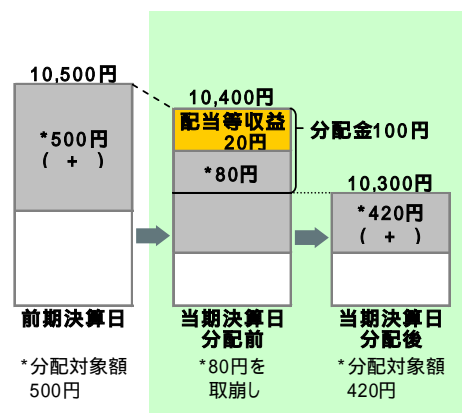 10,500円
*500円
( + )
前期決算日
*分配対象額
500円
10,400円
配当等収益
20円
*80円
分配金100円
当期決算日
分配前
*80円を
取崩し
10,300円
*420円
( + )
当期決算日
分配後
*分配対象額
420円